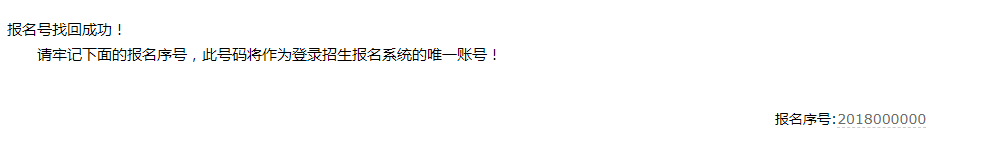 报名号找回成功！
请牢记下面的报名序号，此号码将作为登录招生报名系统的唯一账号！
报名序号:2018000000